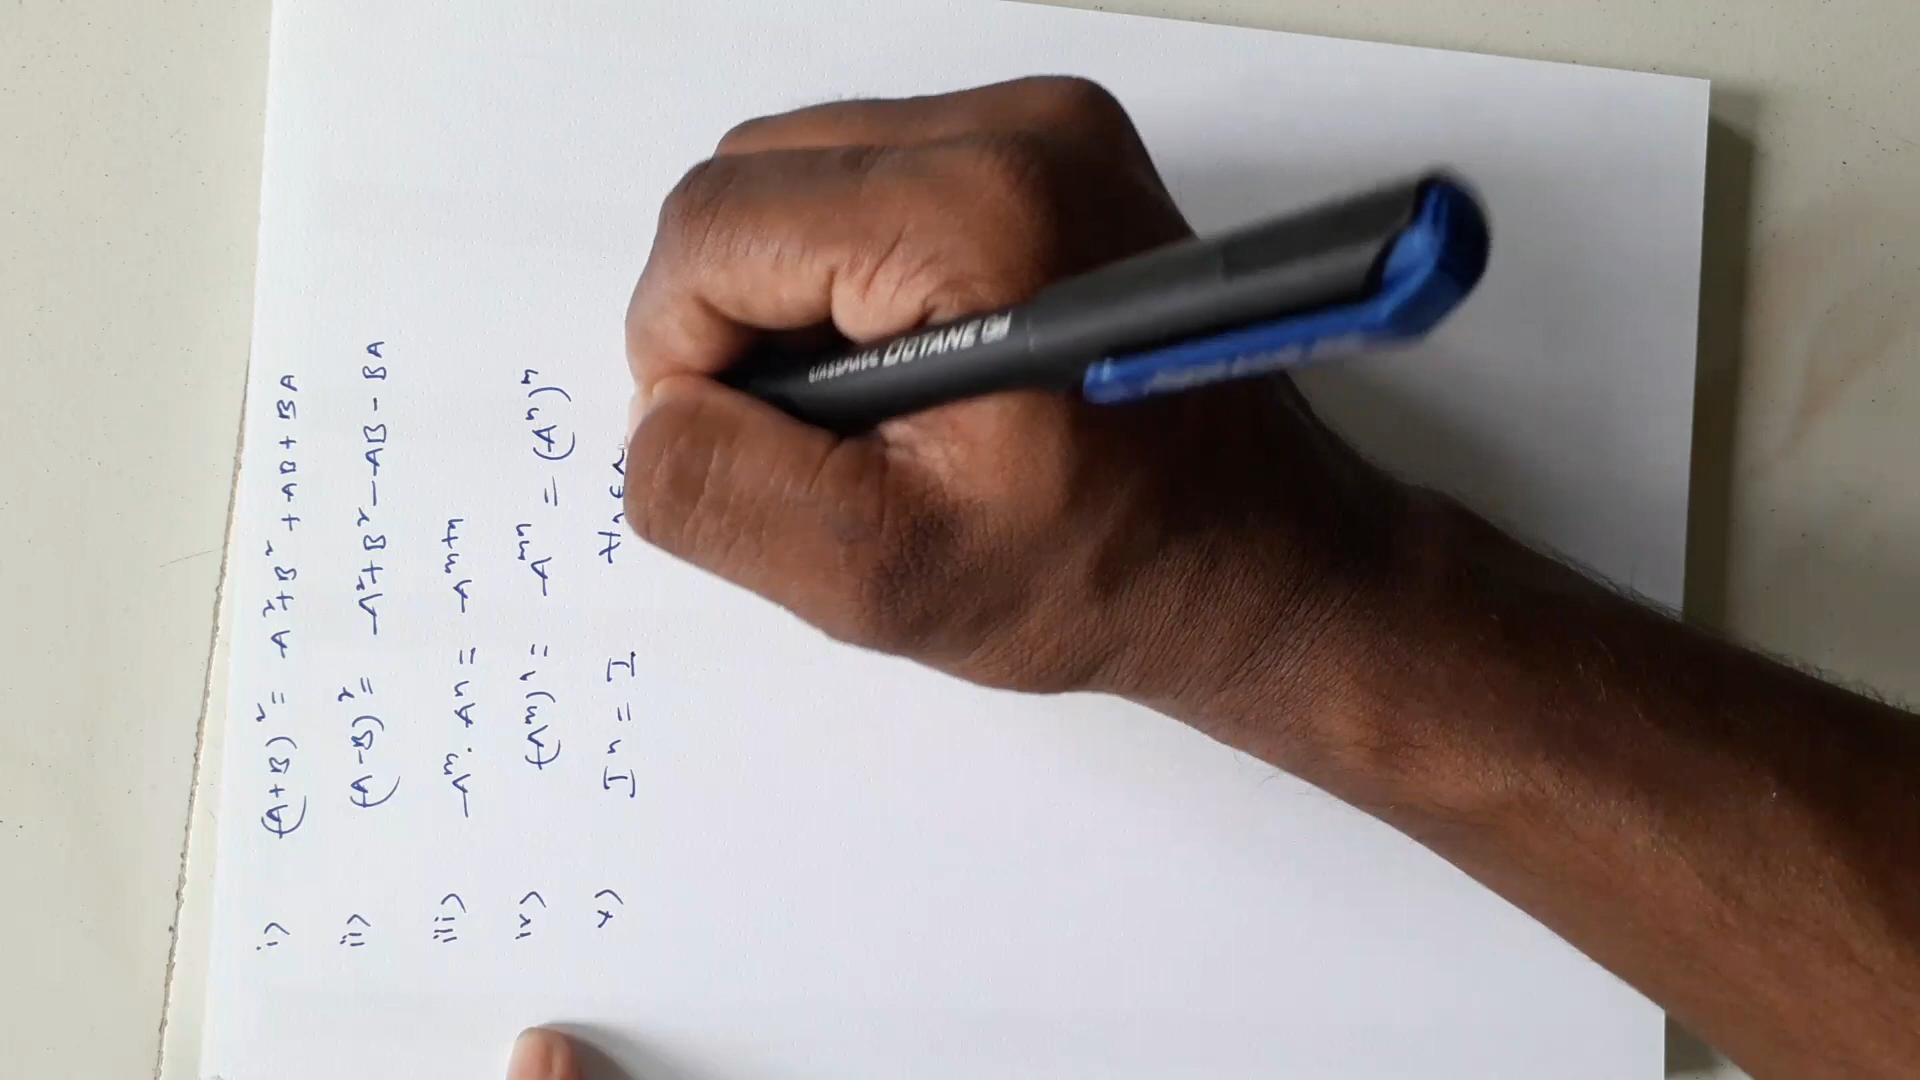 i) (A+B)² = A²+B² + AB + BA
ii) (A-B)² = A²+B² - AB - BA
iii) Aᵐ.Aⁿ = Aᵐ⁺ⁿ
iv) (Aᵐ)ⁿ = Aᵐⁿ = (Aⁿ)ᵐ
v) Iⁿ = I ∀n∈N
OCTANE Gel